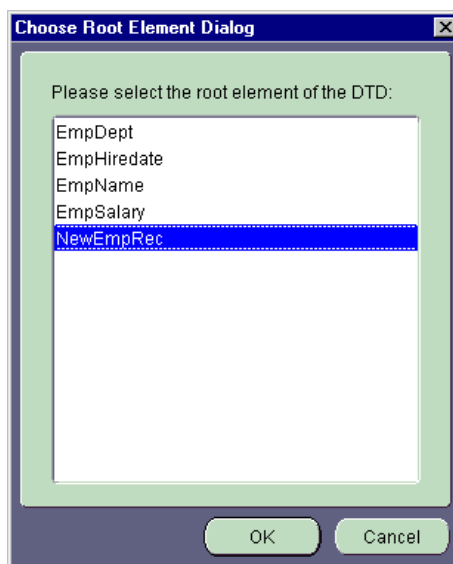 Choose Root Element Dialog
Please select the root element of the DTD:
EmpDept
EmpHiredate
EmpName
EmpSalary
NewEmpRec
OK Cancel